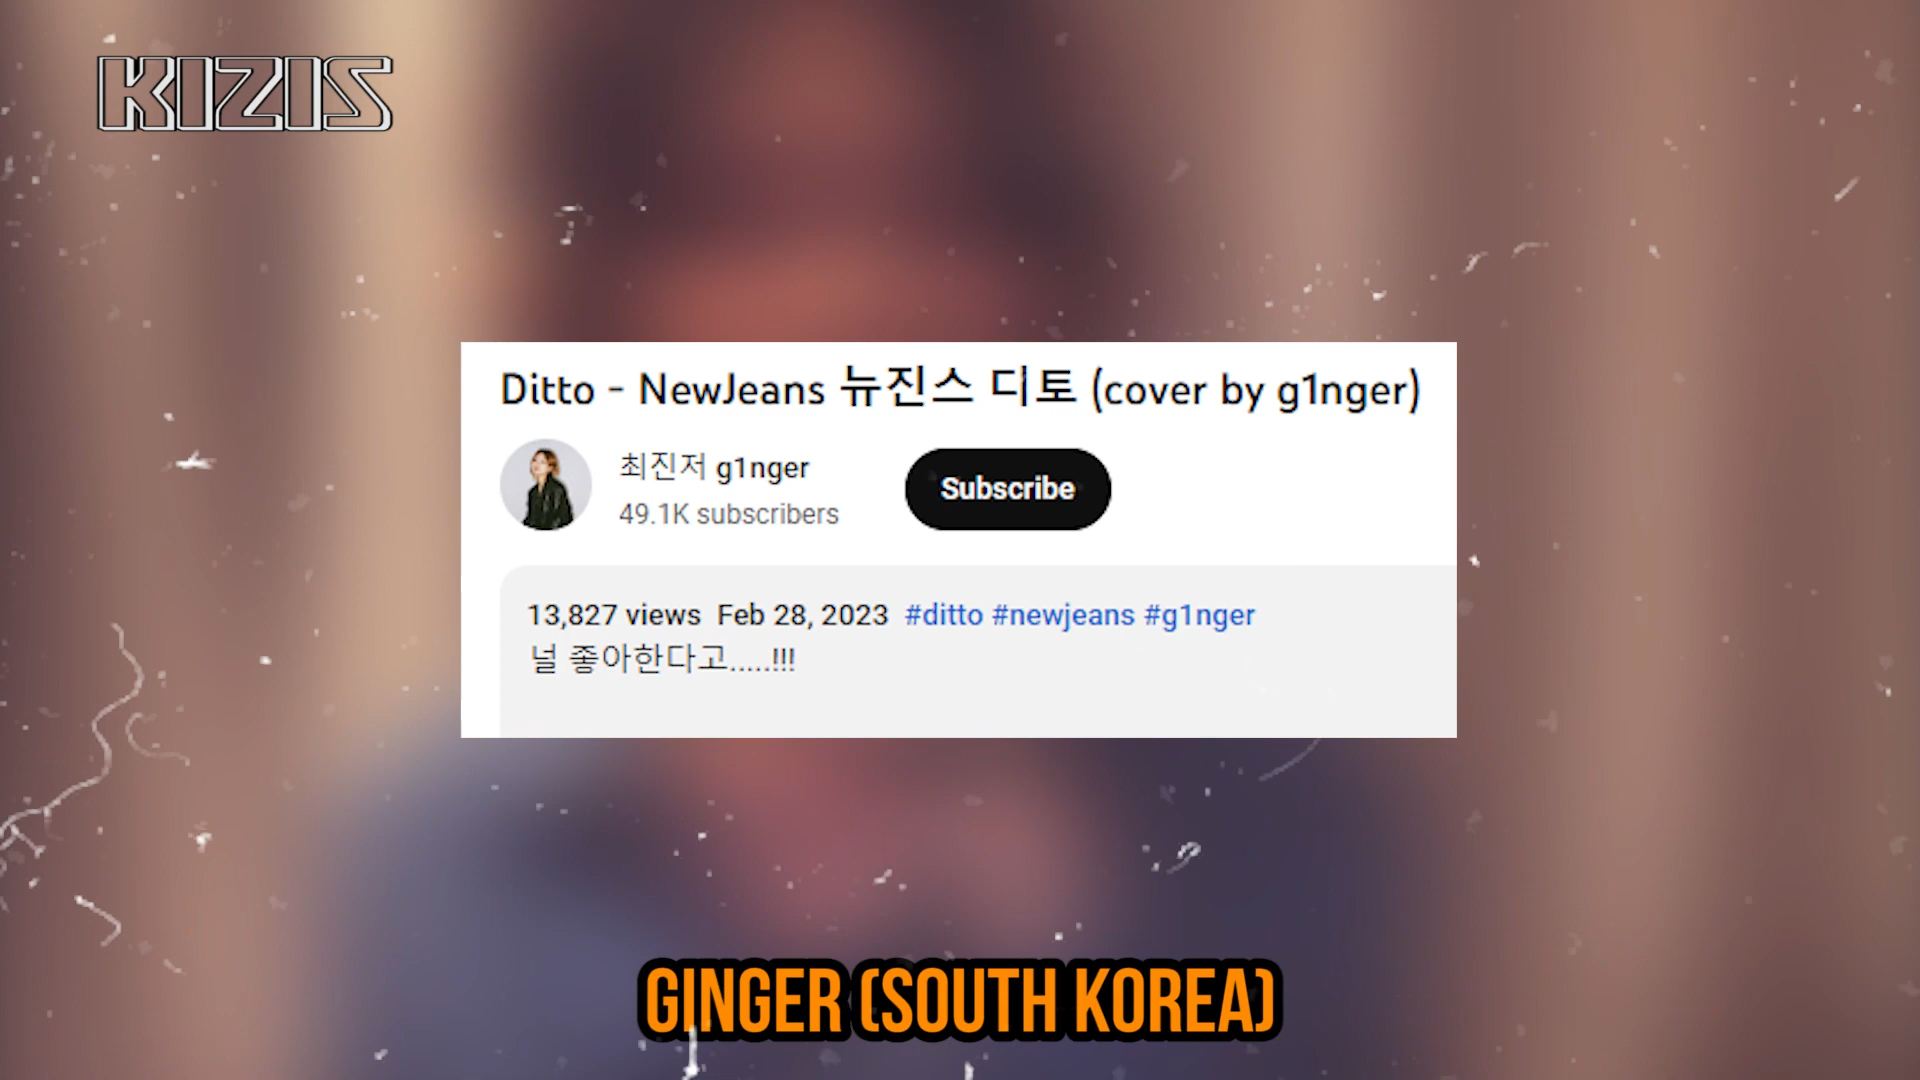 KIZIS
Ditto - NewJeans 뉴진스 디토 (cover by g1nger)
최진저 g1nger
49.1K subscribers
Subscribe
13,827 views Feb 28, 2023 #ditto #newjeans #g1nger
널 좋아한다고.....!!!
GINGER (SOUTH KOREA)